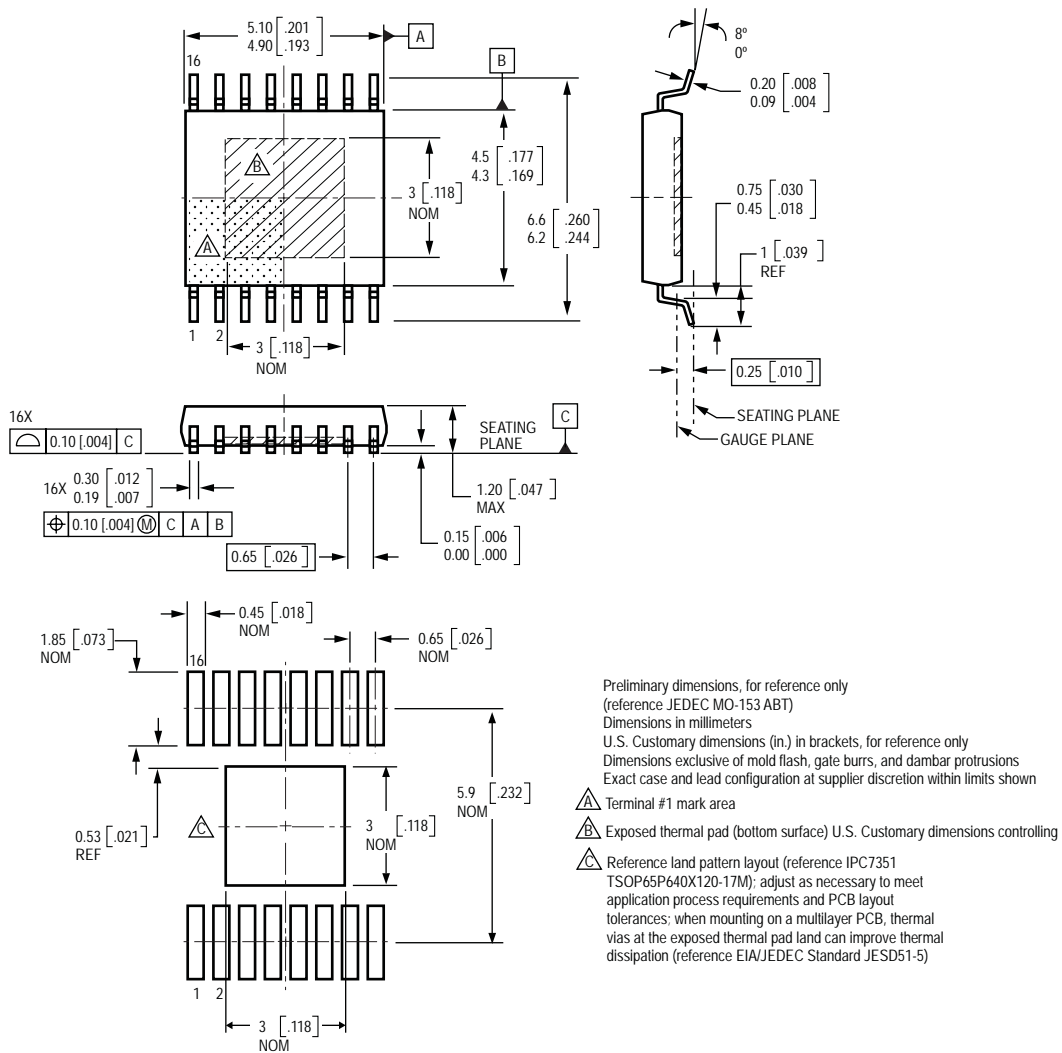 5.10 [.201]
4.90 [.193]
A
16
B
8º
0º
0.20 [.008]
0.09 [.004]
B
4.5 [.177]
4.3 [.169]
3 [.118]
NOM
6.6 [.260]
6.2 [.244]
0.75 [.030]
0.45 [.018]
A
1 [.039]
REF
1 2
3 [.118]
NOM
0.25 [.010]
SEATING PLANE
GAUGE PLANE
16X
0.10 [.004] C
SEATING
PLANE
C
16X 0.30 [.012]
0.19 [.007]
0.10 [.004] Ⓜ C A B
1.20 [.047]
MAX
0.15 [.006]
0.00 [.000]
0.65 [.026]
0.45 [.018]
NOM
1.85 [.073]
NOM
16
0.65 [.026]
NOM
5.9 [.232]
NOM
0.53 [.021]
REF
C
3 [.118]
NOM
1 2
3 [.118]
NOM
Preliminary dimensions, for reference only
(reference JEDEC MO-153 ABT)
Dimensions in millimeters
U.S. Customary dimensions (in.) in brackets, for reference only
Dimensions exclusive of mold flash, gate burrs, and dambar protrusions
Exact case and lead configuration at supplier discretion within limits shown
A Terminal #1 mark area
B Exposed thermal pad (bottom surface) U.S. Customary dimensions controlling
C Reference land pattern layout (reference IPC7351
TSOP65P640X120-17M); adjust as necessary to meet
application process requirements and PCB layout
tolerances; when mounting on a multilayer PCB, thermal
vias at the exposed thermal pad land can improve thermal
dissipation (reference EIA/JEDEC Standard JESD51-5)